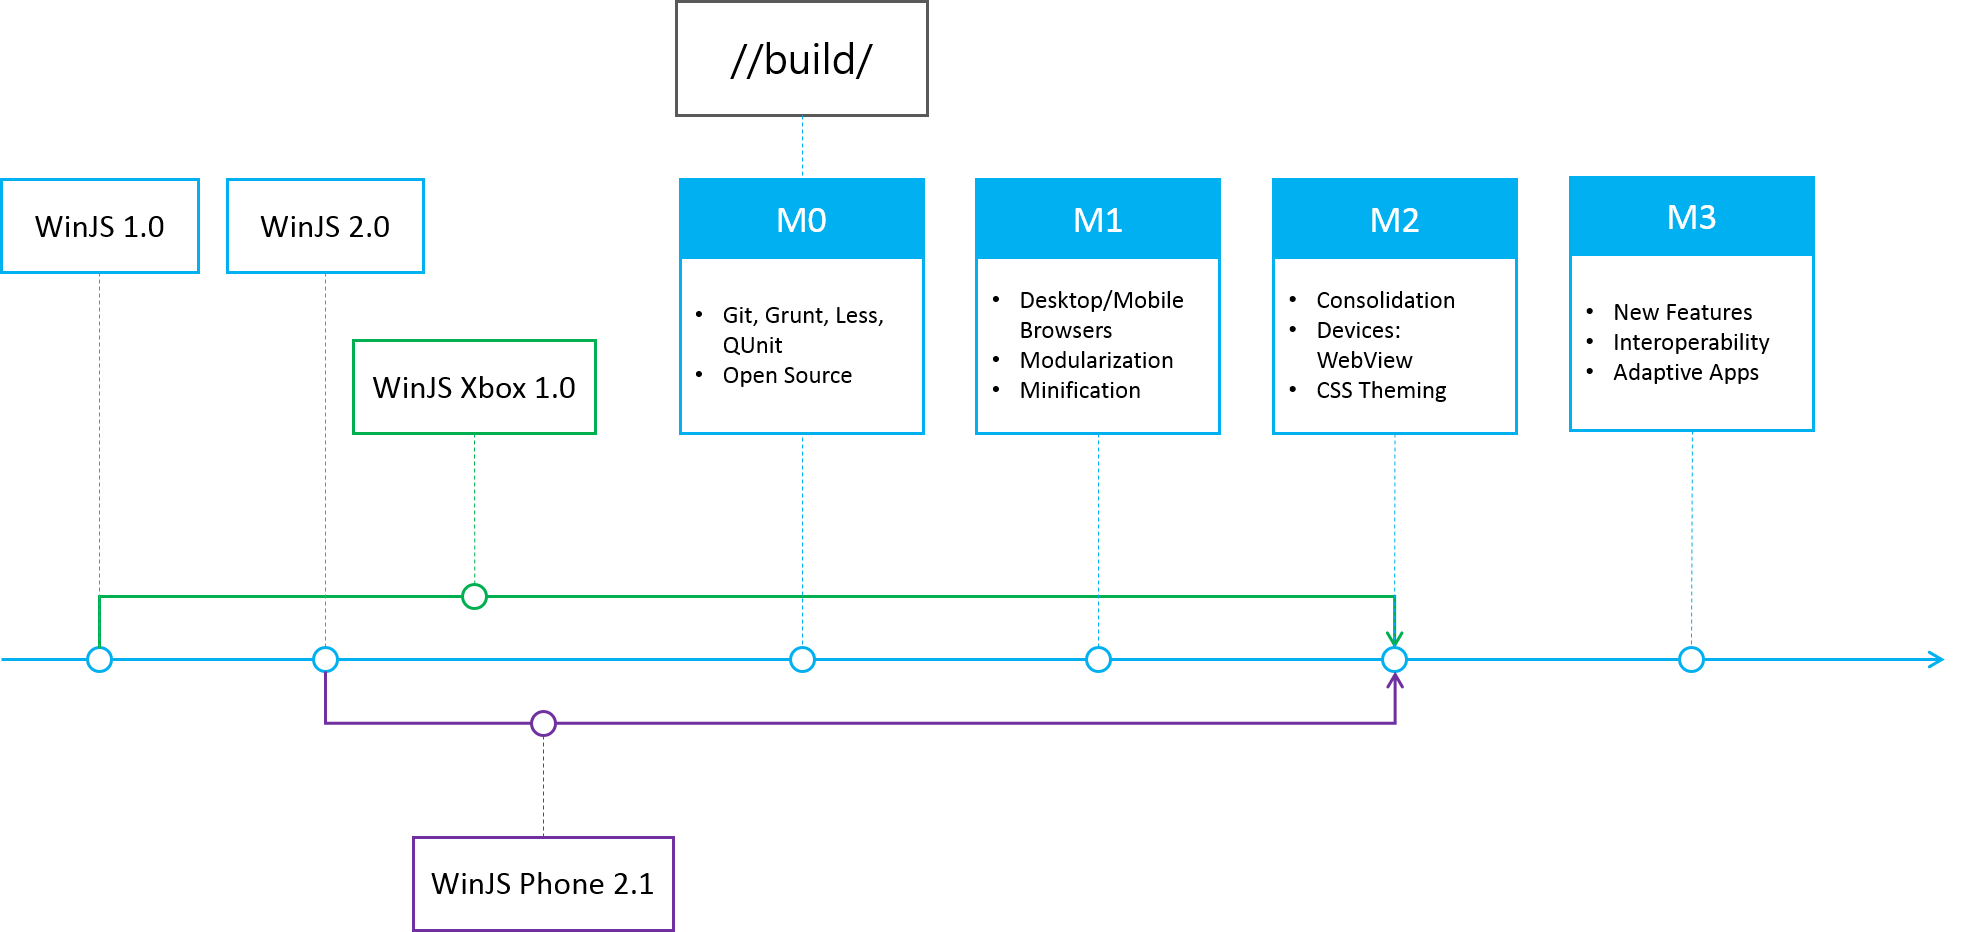 //build/
WinJS 1.0
WinJS 2.0
WinJS Xbox 1.0
M0
• Git, Grunt, Less,
QUnit
• Open Source
M1
• Desktop/Mobile
Browsers
• Modularization
• Minification
M2
• Consolidation
• Devices:
WebView
• CSS Theming
M3
• New Features
• Interoperability
• Adaptive Apps
WinJS Phone 2.1